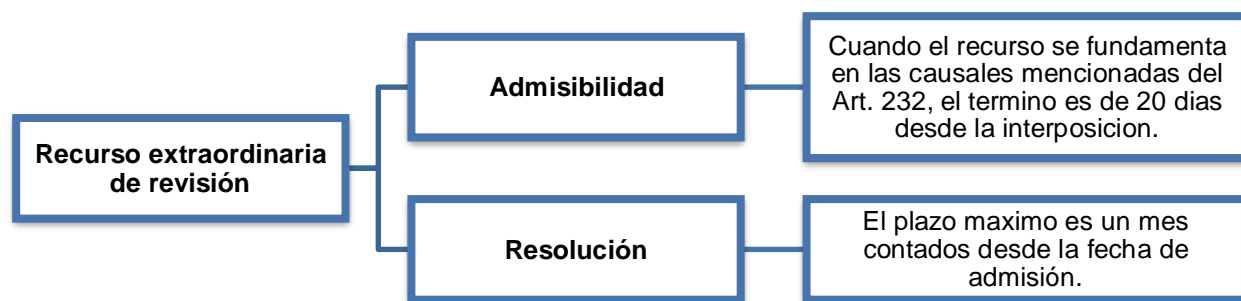 Recurso extraordinaria
de revisión
Admisibilidad
Cuando el recurso se fundamenta
en las causales mencionadas del
Art. 232, el termino es de 20 dias
desde la interposicion.
Resolución
El plazo maximo es un mes
contados desde la fecha de
admisión.